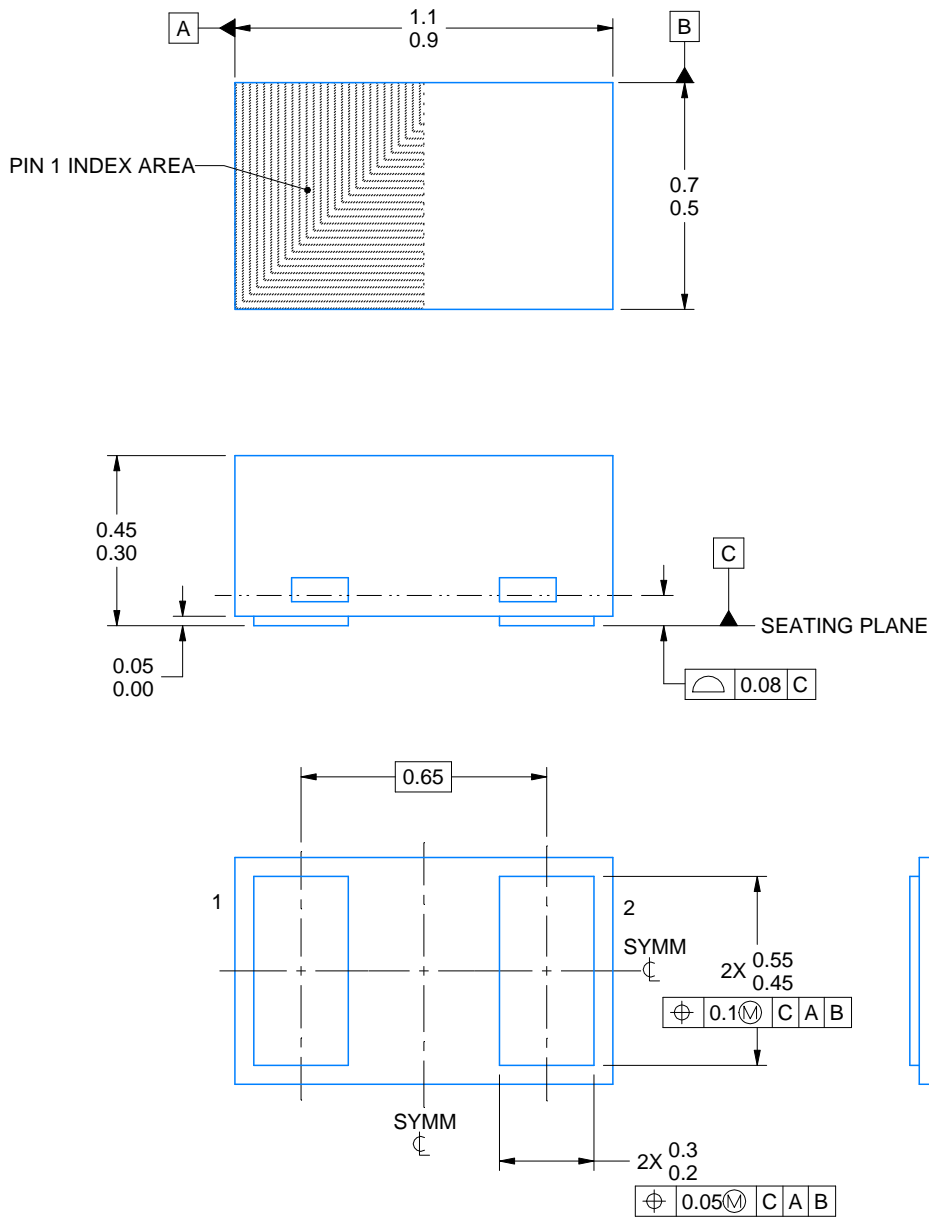 A
1.1
0.9
B
PIN 1 INDEX AREA
0.7
0.5
0.45
0.30
C
SEATING PLANE
0.05
0.00
0.08 C
0.65
1
2
SYMM
℄
2X 0.55
0.45
0.1Ⓜ C A B
SYMM
℄
2X 0.3
0.2
0.05Ⓜ C A B